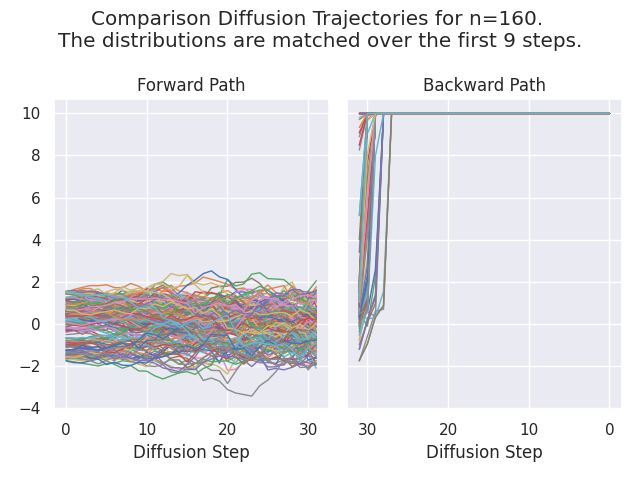 Comparison Diffusion Trajectories for n=160.
The distributions are matched over the first 9 steps.
Forward Path
Backward Path
10
8
6
4
2
0
−2
−4
0
10
20
30
30
20
10
0
Diffusion Step
Diffusion Step